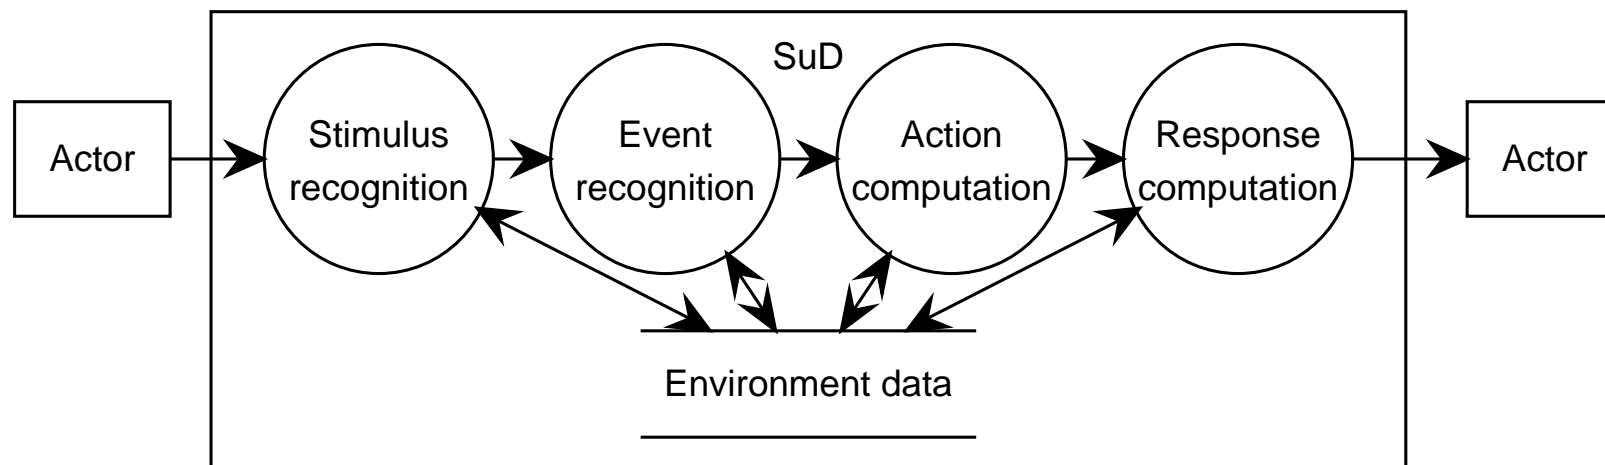 SuD
Actor
Stimulus
recognition
Event
recognition
Action
computation
Response
computation
Actor
Environment data